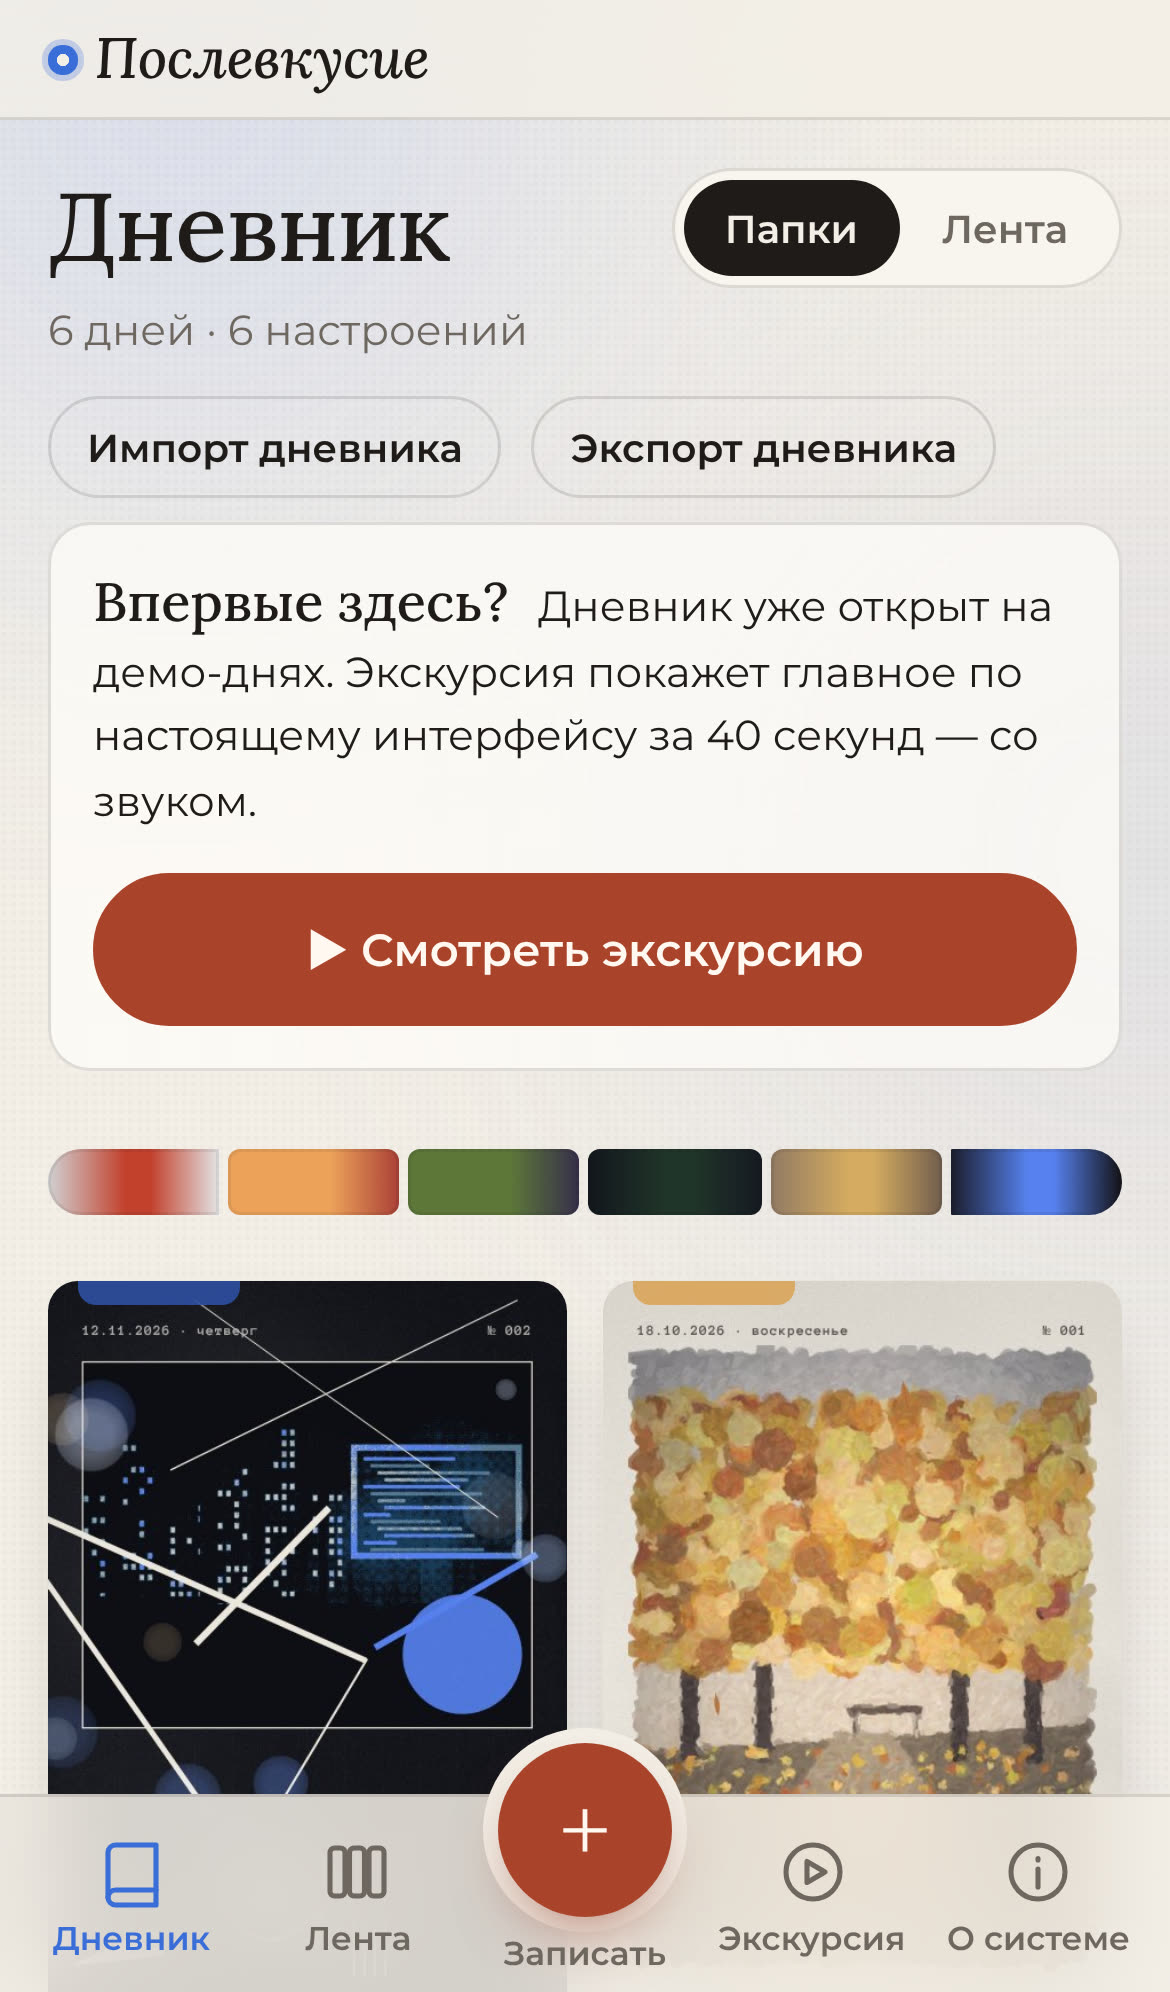 Послевкусие
Дневник
Папки
Лента
6 дней · 6 настроений
Импорт дневника
Экспорт дневника
Впервые здесь? Дневник уже открыт на
демо-днях. Экскурсия покажет главное по
настоящему интерфейсу за 40 секунд — со
звуком.
Смотреть экскурсию
12.11.2026 · четверг
№ 002
18.10.2026 · воскресенье
№ 001
Дневник
Лента
Записать
Экскурсия
О системе